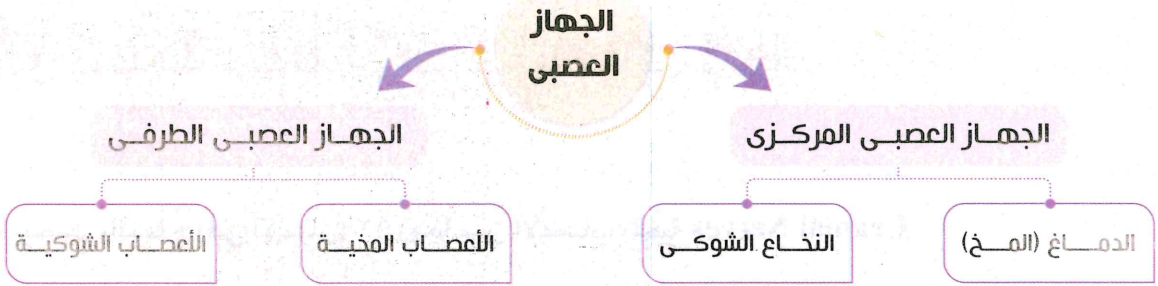 الجهاز
العصبى
الجهاز العصبى المركزى
الجهاز العصبى الطرفى
الدماغ (المخ)
النخاع الشوكى
الأعصاب المخية
الأعصاب الشوكية